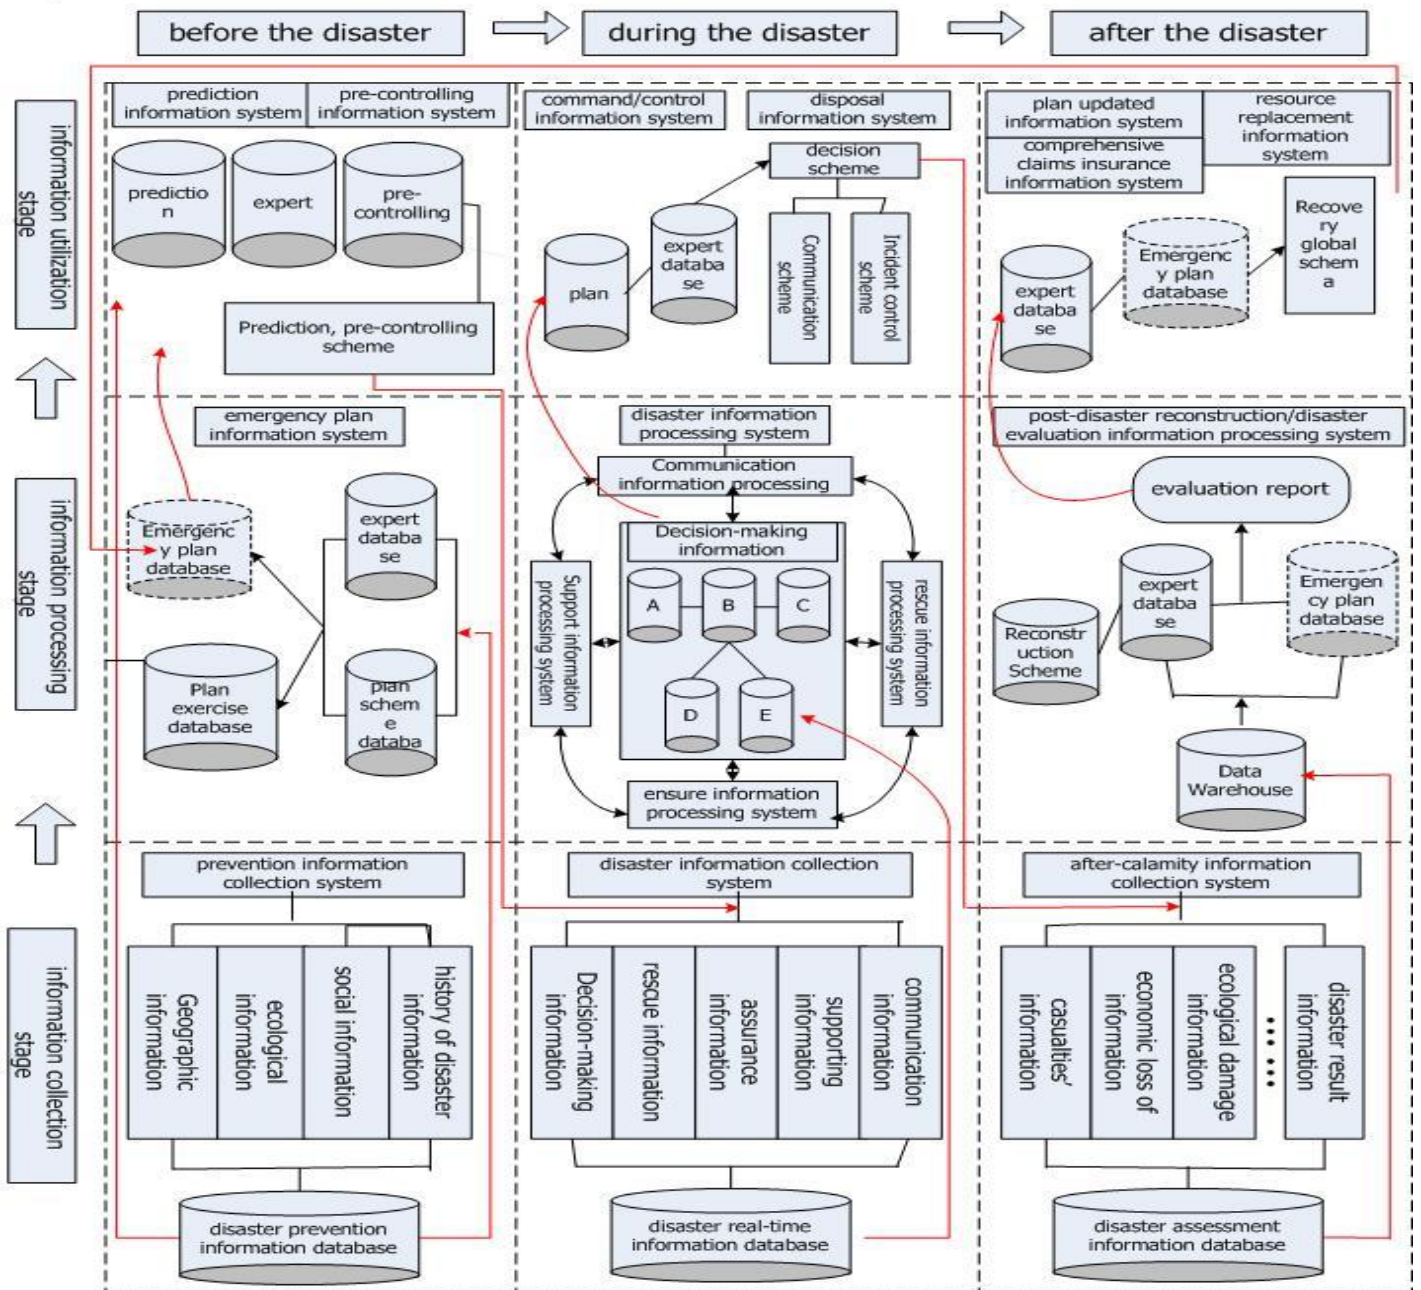 before the disaster
during the disaster
after the disaster
information utilization
stage
prediction
information system
pre-controlling
information system
predictio
n
expert
pre-
controlling
Prediction, pre-controlling
scheme
command/control
information system
disposal
information system
decision
scheme
plan
expert
databa
se
Communication
scheme
Incident control
scheme
plan updated
information system
resource
replacement
information
system
comprehensive
claims insurance
information system
expert
databa
se
Emergenc
y plan
database
Recove
ry
global
schem
a
information processing
stage
emergency plan
information system
Emergenc
y plan
database
expert
databa
se
Plan
exercise
database
plan
schem
e
databa
disaster information
processing system
Communication
information processing
Decision-making
information
A
B
C
D
E
Support information
processing system
rescue information
processing system
ensure information
processing system
post-disaster reconstruction/disaster
evaluation information processing system
evaluation report
expert
databa
se
Emergen
cy plan
database
Reconstr
uction
Scheme
Data
Warehouse
information collection
stage
prevention information
collection system
Geographic
information
ecological
information
social information
history of disaster
information
disaster prevention
information database
disaster information collection
system
Decision-making
information
rescue information
assurance
information
supporting
information
communication
information
disaster real-time
information database
after-calamity information
collection system
casualties'
information
economic loss of
information
ecological damage
information
•••• ••
disaster result
information
disaster assessment
information database